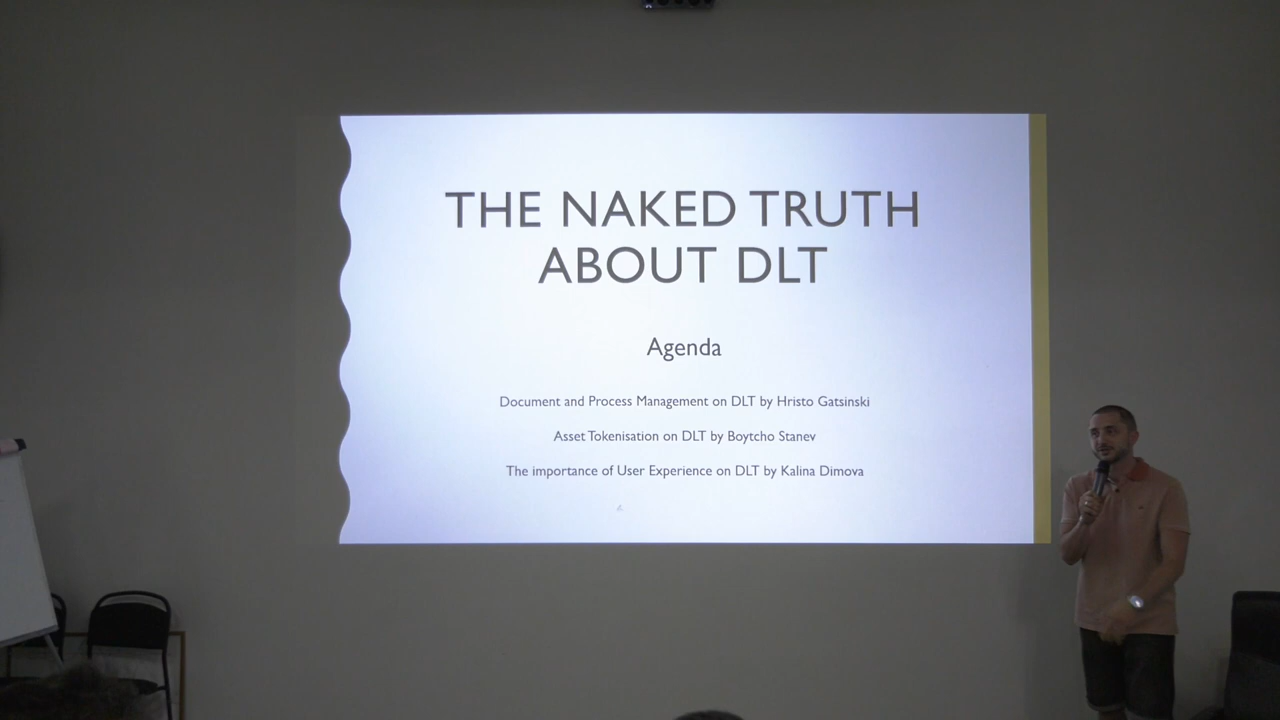 THE NAKED TRUTH
ABOUT DLT
Agenda
Document and Process Management on DLT by Hristo Gatsinski
Asset Tokenisation on DLT by Boytcho Stanev
The importance of User Experience on DLT by Kalina Dimova